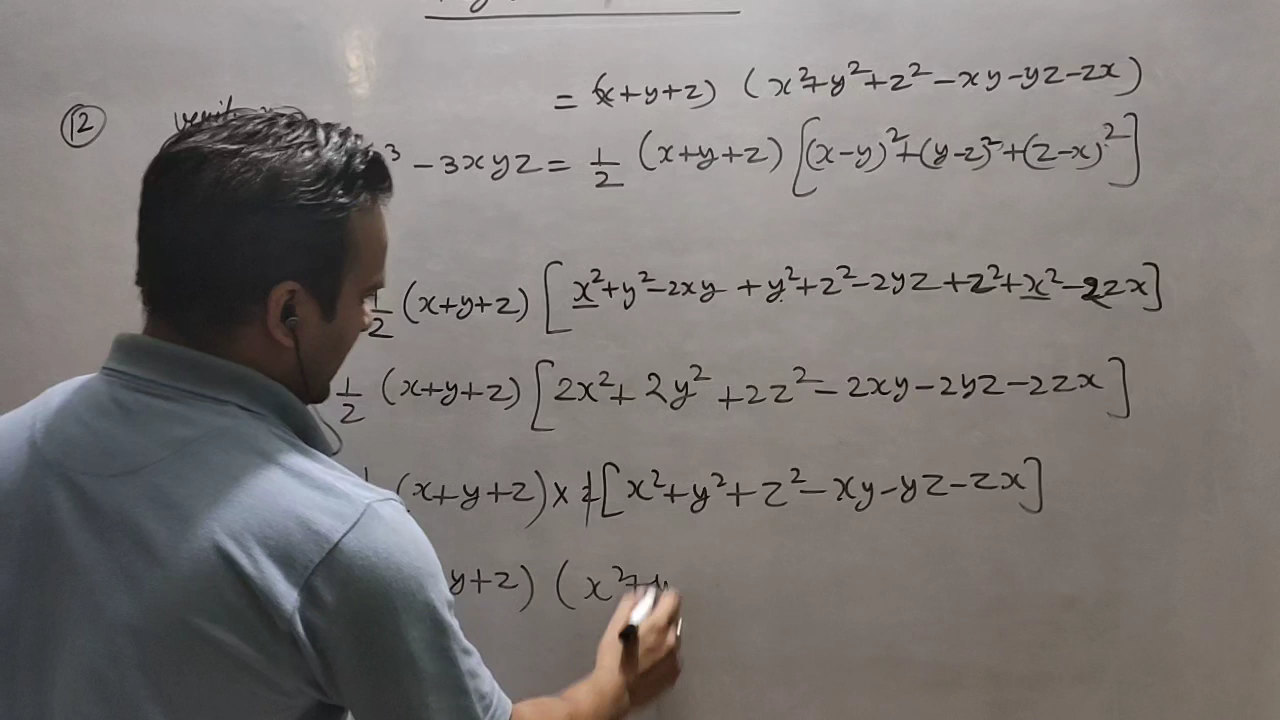 = (x+y+z) (x²+y²+z²-xy-yz-zx)
12
³ - 3xyz = 1/2 (x+y+z) [(x-y)²+(y-z)²+(z-x)²]
1/2 (x+y+z) [x²+y²-2xy +y²+z²-2yz+z²+x²-2zx]
1/2 (x+y+z) [2x²+2y²+2z²-2xy-2yz-2zx]
(x+y+z)×2[x²+y²+z²-xy-yz-zx]
y+z) (x²+